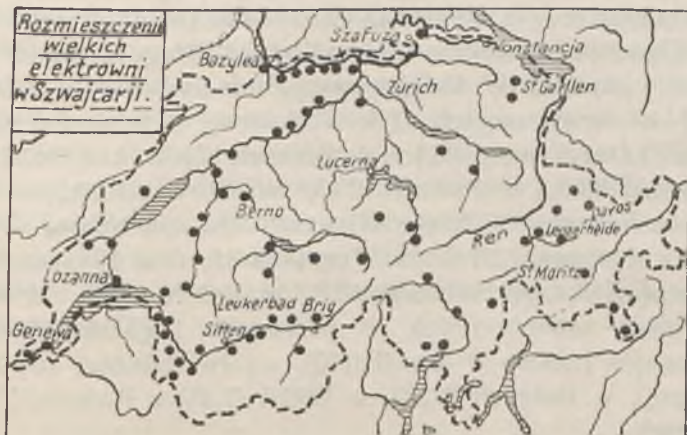 Rozmieszczenie
wielkich
elektrowni
w Szwajcarji.
Szafuza
Konstancja
Bazylea
Zurich
St Gallen
Lucerna
Berno
Ren
Davos
Lenzerheide
St Moritz
Lozanna
Leukerbad Brig
Sitten
Genewa